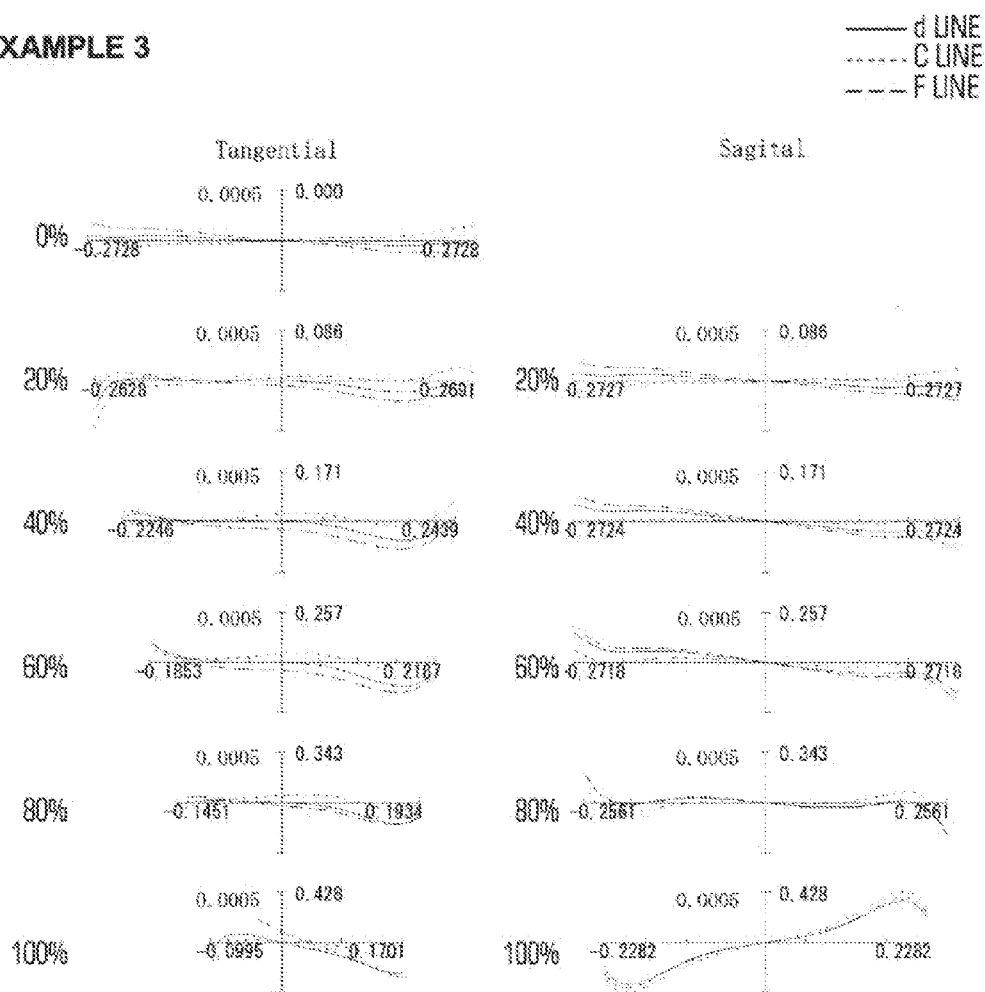 XAMPLE 3
d LINE
C LINE
F LINE
Tangential
Sagital
0.0005 0.000
0% -0.2728 0.2728
0.0005 0.086
0.0005 0.086
20% -0.2628 0.2691
20% -0.2727 0.2727
0.0005 0.171
0.0005 0.171
40% -0.2246 0.2439
40% -0.2724 0.2724
0.0005 0.257
0.0005 0.257
60% -0.1853 0.2187
60% -0.2718 0.2718
0.0005 0.343
0.0005 0.343
80% -0.1451 0.1934
80% -0.2561 0.2561
0.0005 0.428
0.0005 0.428
100% -0.0995 0.1701
100% -0.2282 0.2282